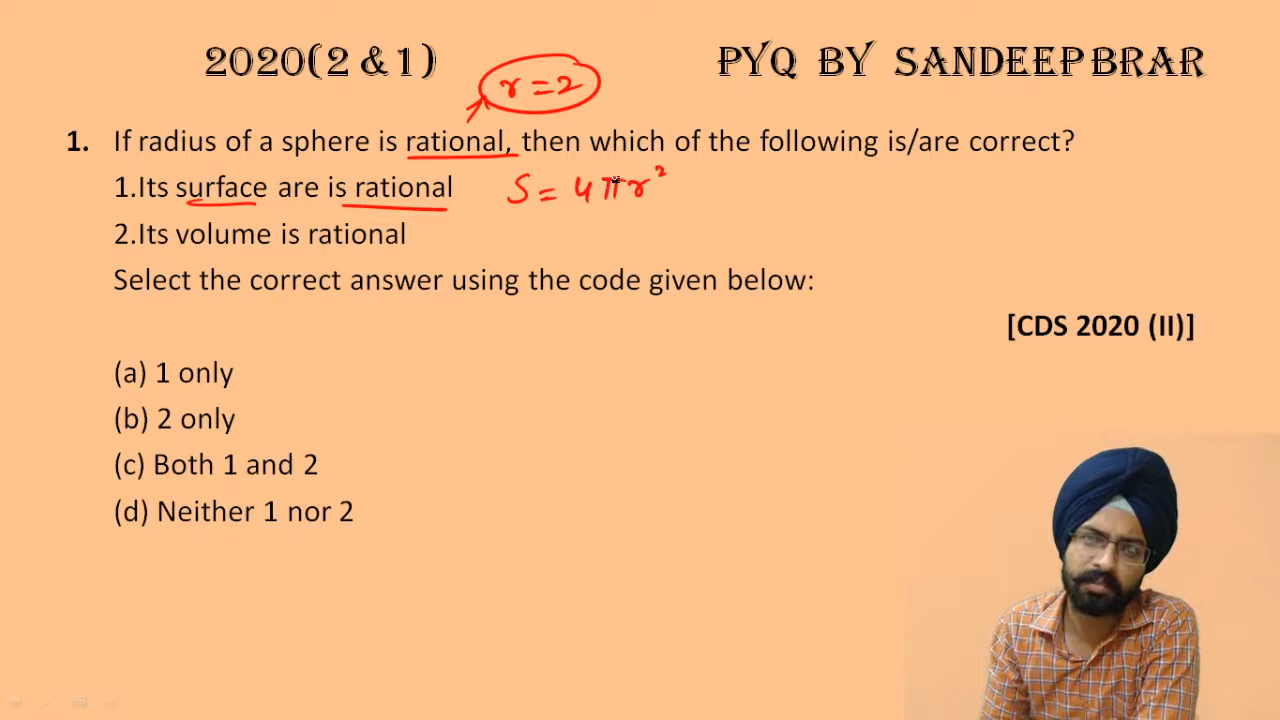 2020(2 & 1)
PYQ BY SANDEEP BRAR
r = 2
1. If radius of a sphere is rational, then which of the following is/are correct?
1.Its surface are is rational
S = 4πr²
2.Its volume is rational
Select the correct answer using the code given below:
[CDS 2020 (II)]
(a) 1 only
(b) 2 only
(c) Both 1 and 2
(d) Neither 1 nor 2